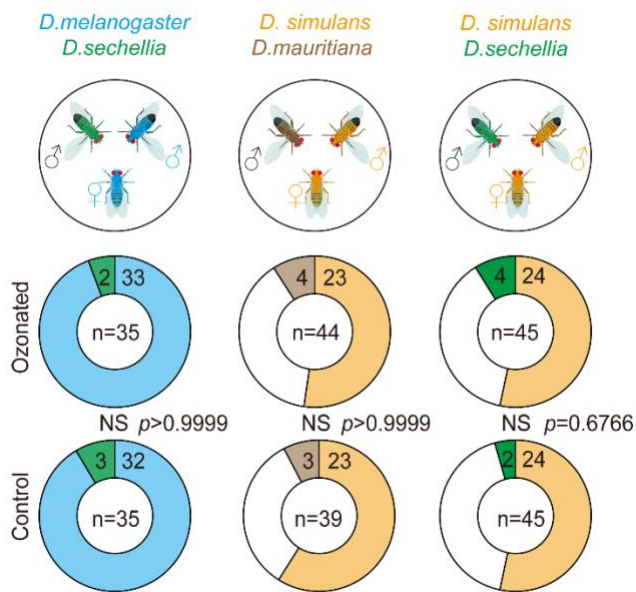 D.melanogaster
D.sechellia
D. simulans
D.mauritiana
D. simulans
D.sechellia
♂ ♂
♀
♂ ♂
♀
♂ ♂
♀
Ozonated
2 33
n=35
4 23
n=44
4 24
n=45
NS p>0.9999
NS p>0.9999
NS p=0.6766
Control
3 32
n=35
3 23
n=39
2 24
n=45